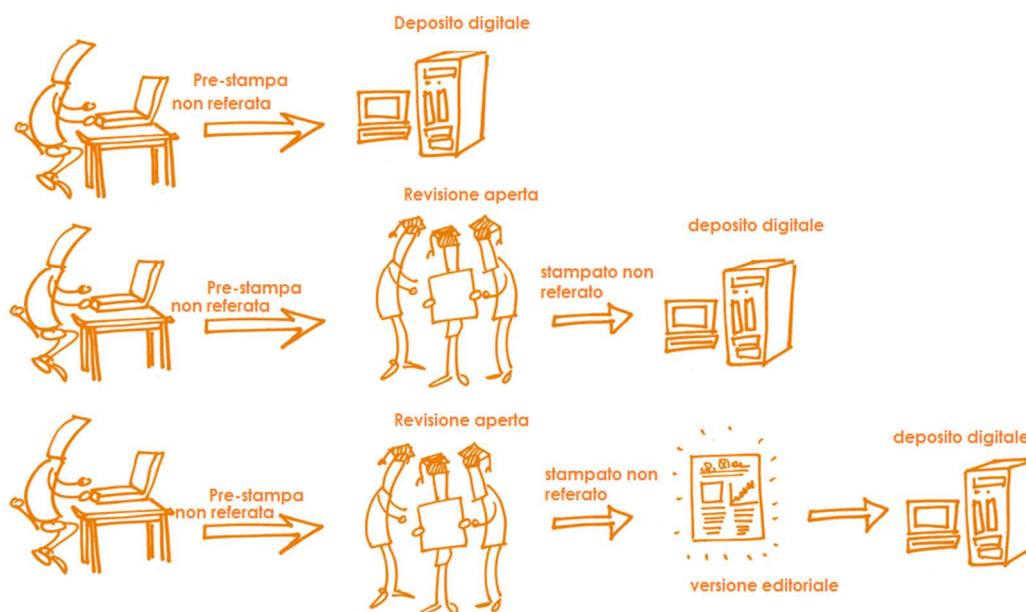 Deposito digitale
Pre-stampa
non referata
Revisione aperta
deposito digitale
Pre-stampa
non referata
stampato non
referato
Revisione aperta
deposito digitale
Pre-stampa
non referata
stampato non
referato
versione editoriale